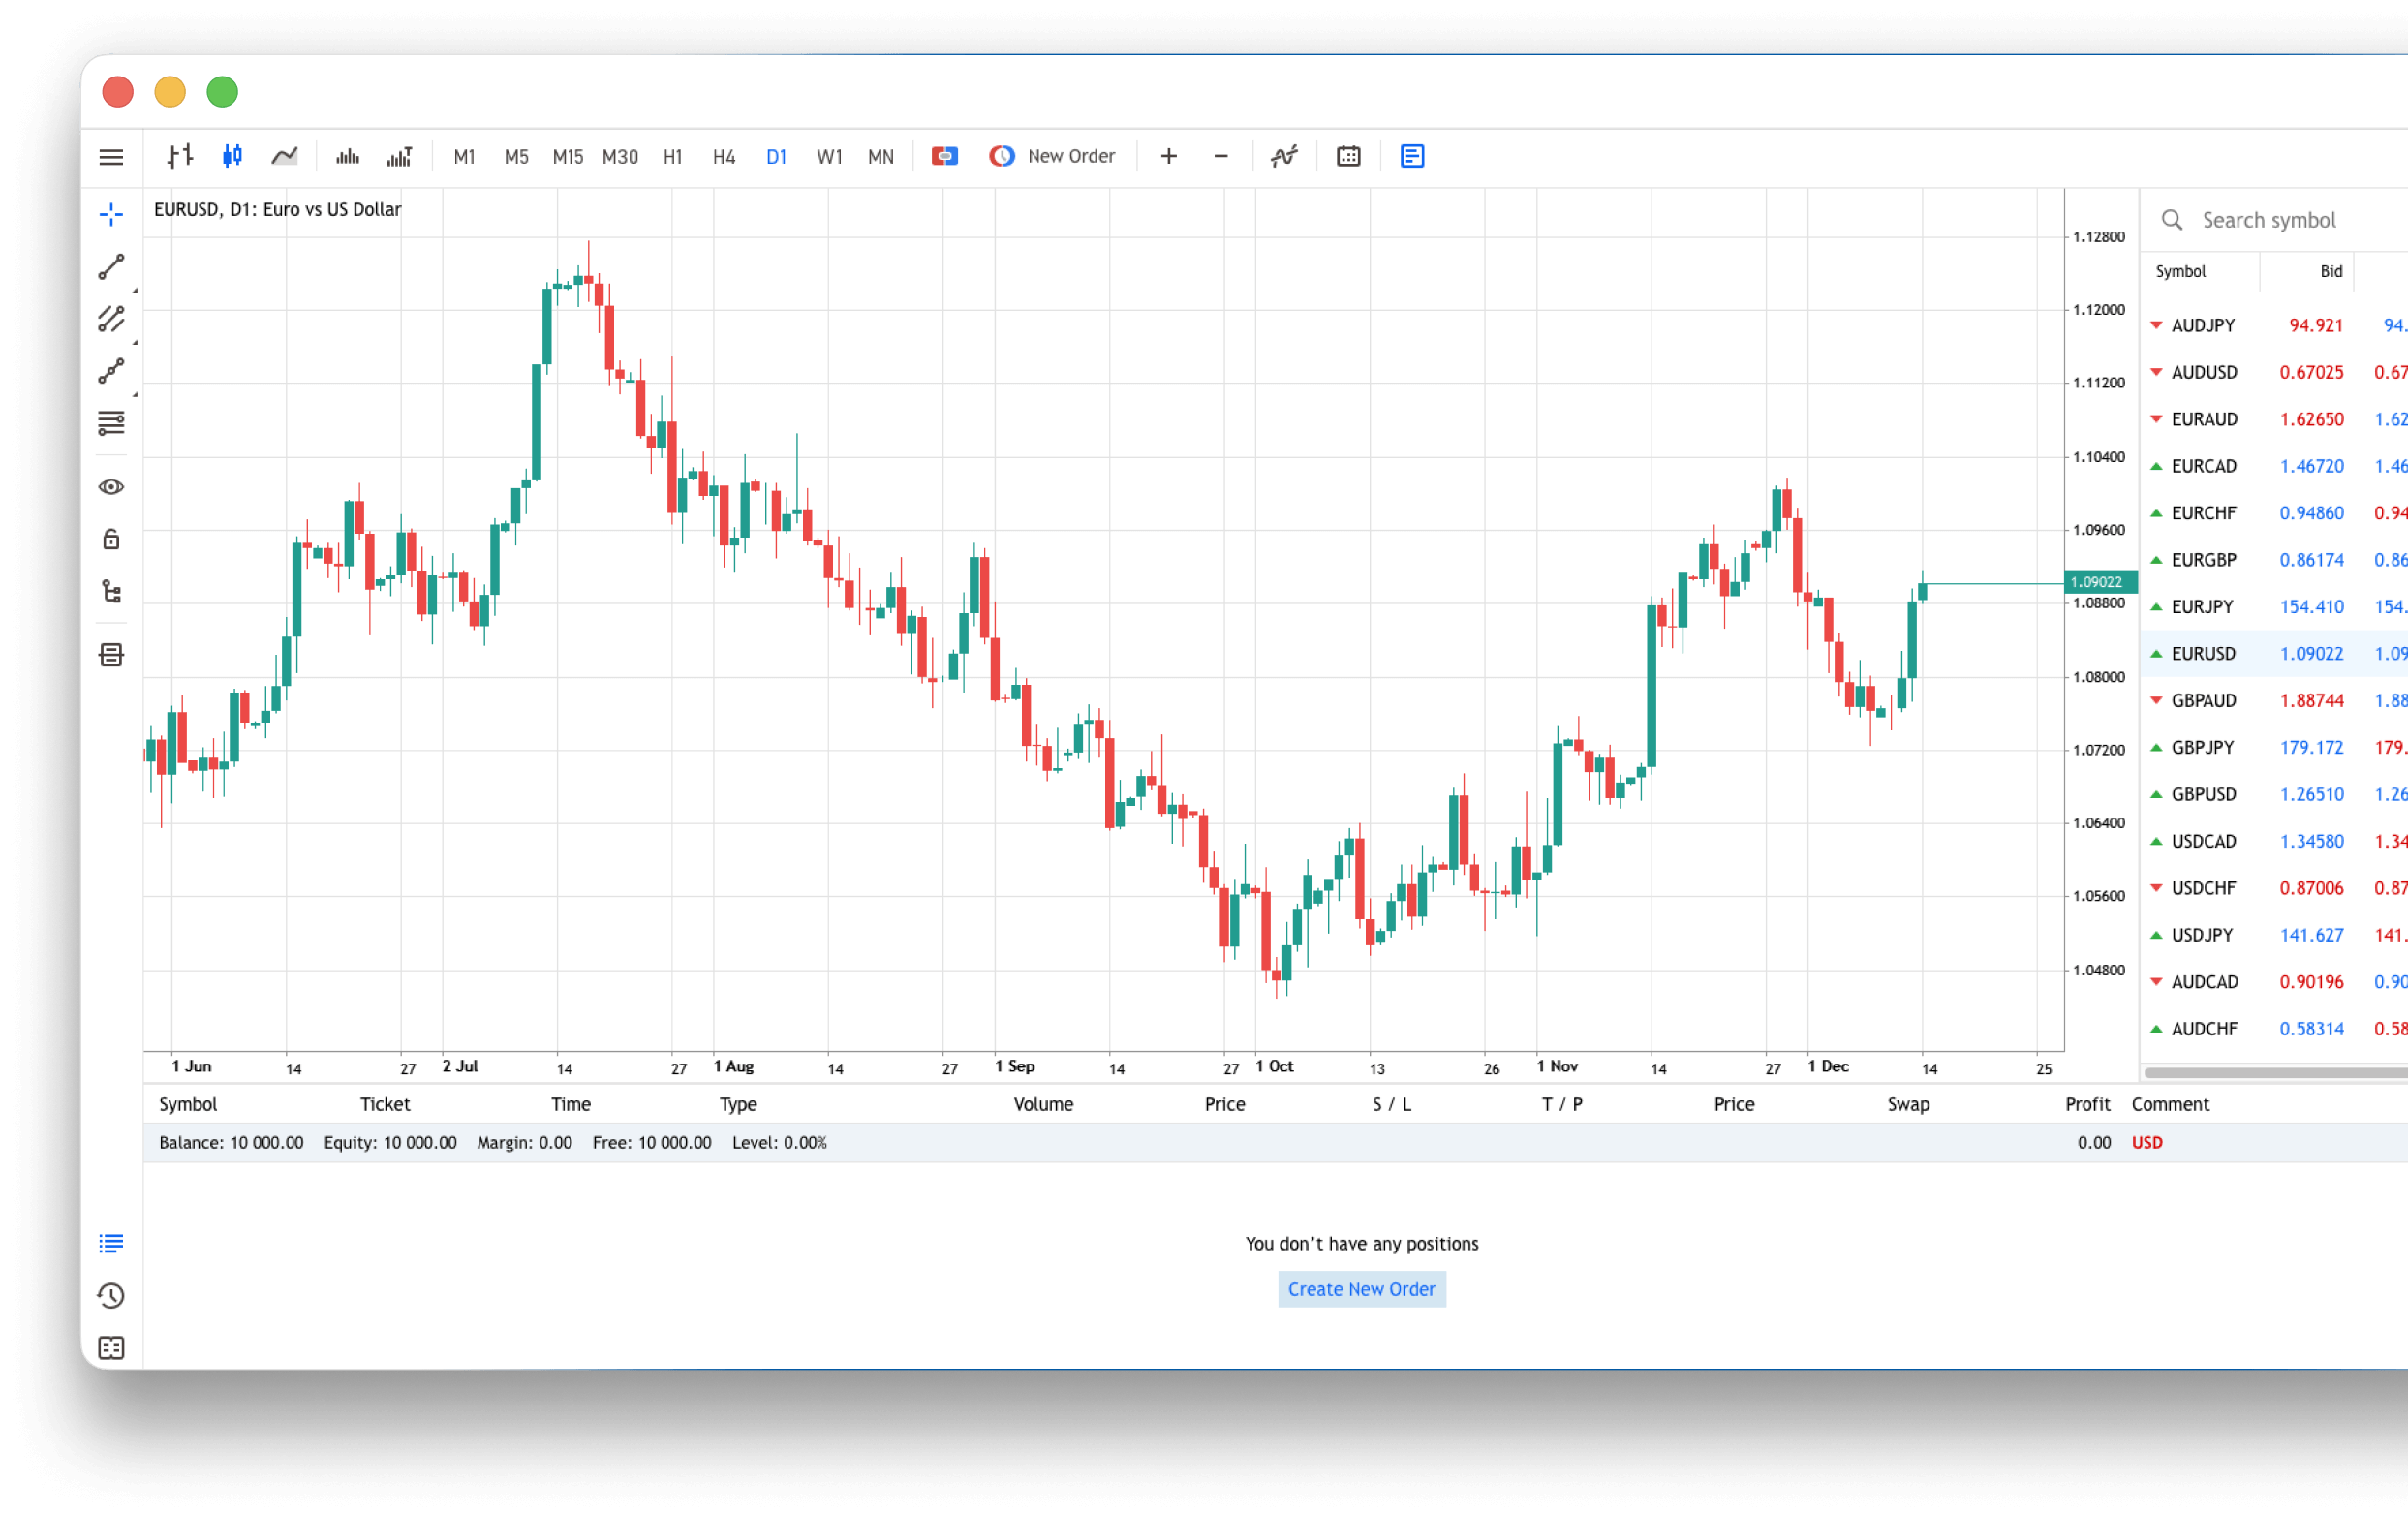 M1 M5 M15 M30 H1 H4 D1 W1 MN New Order
EURUSD, D1: Euro vs US Dollar
1.12800
1.12000
1.11200
1.10400
1.09600
1.09022
1.08800
1.08000
1.07200
1.06400
1.05600
1.04800
1 Jun 14 27 2 Jul 14 27 1 Aug 14 27 1 Sep 14 27 1 Oct 13 26 1 Nov 14 27 1 Dec 14 25
Search symbol
Symbol Bid
AUDJPY 94.921 94.
AUDUSD 0.67025 0.67
EURAUD 1.62650 1.62
EURCAD 1.46720 1.46
EURCHF 0.94860 0.94
EURGBP 0.86174 0.86
EURJPY 154.410 154.
EURUSD 1.09022 1.09
GBPAUD 1.88744 1.88
GBPJPY 179.172 179.
GBPUSD 1.26510 1.26
USDCAD 1.34580 1.34
USDCHF 0.87006 0.87
USDJPY 141.627 141.
AUDCAD 0.90196 0.90
AUDCHF 0.58314 0.58
Symbol Ticket Time Type Volume Price S / L T / P Price Swap Profit Comment
Balance: 10 000.00 Equity: 10 000.00 Margin: 0.00 Free: 10 000.00 Level: 0.00% 0.00 USD
You don’t have any positions
Create New Order